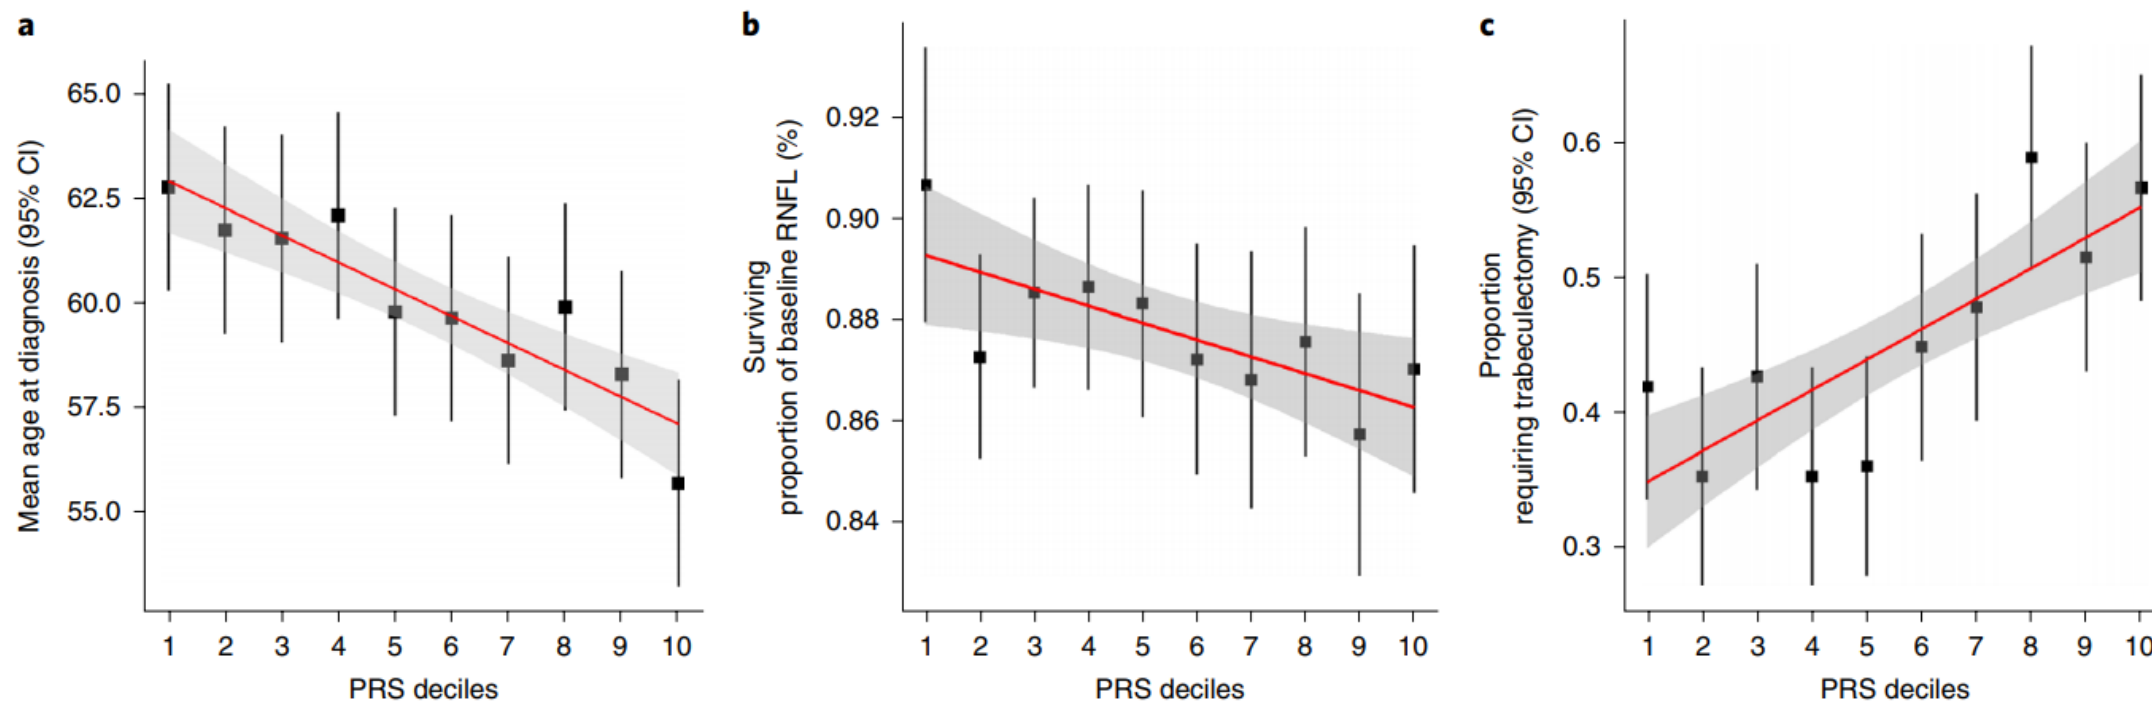 a
Mean age at diagnosis (95% CI)
65.0
62.5
60.0
57.5
55.0
1 2 3 4 5 6 7 8 9 10
PRS deciles
b
Surviving
proportion of baseline RNFL (%)
0.92
0.90
0.88
0.86
0.84
1 2 3 4 5 6 7 8 9 10
PRS deciles
c
Proportion
requiring trabeculectomy (95% CI)
0.6
0.5
0.4
0.3
1 2 3 4 5 6 7 8 9 10
PRS deciles